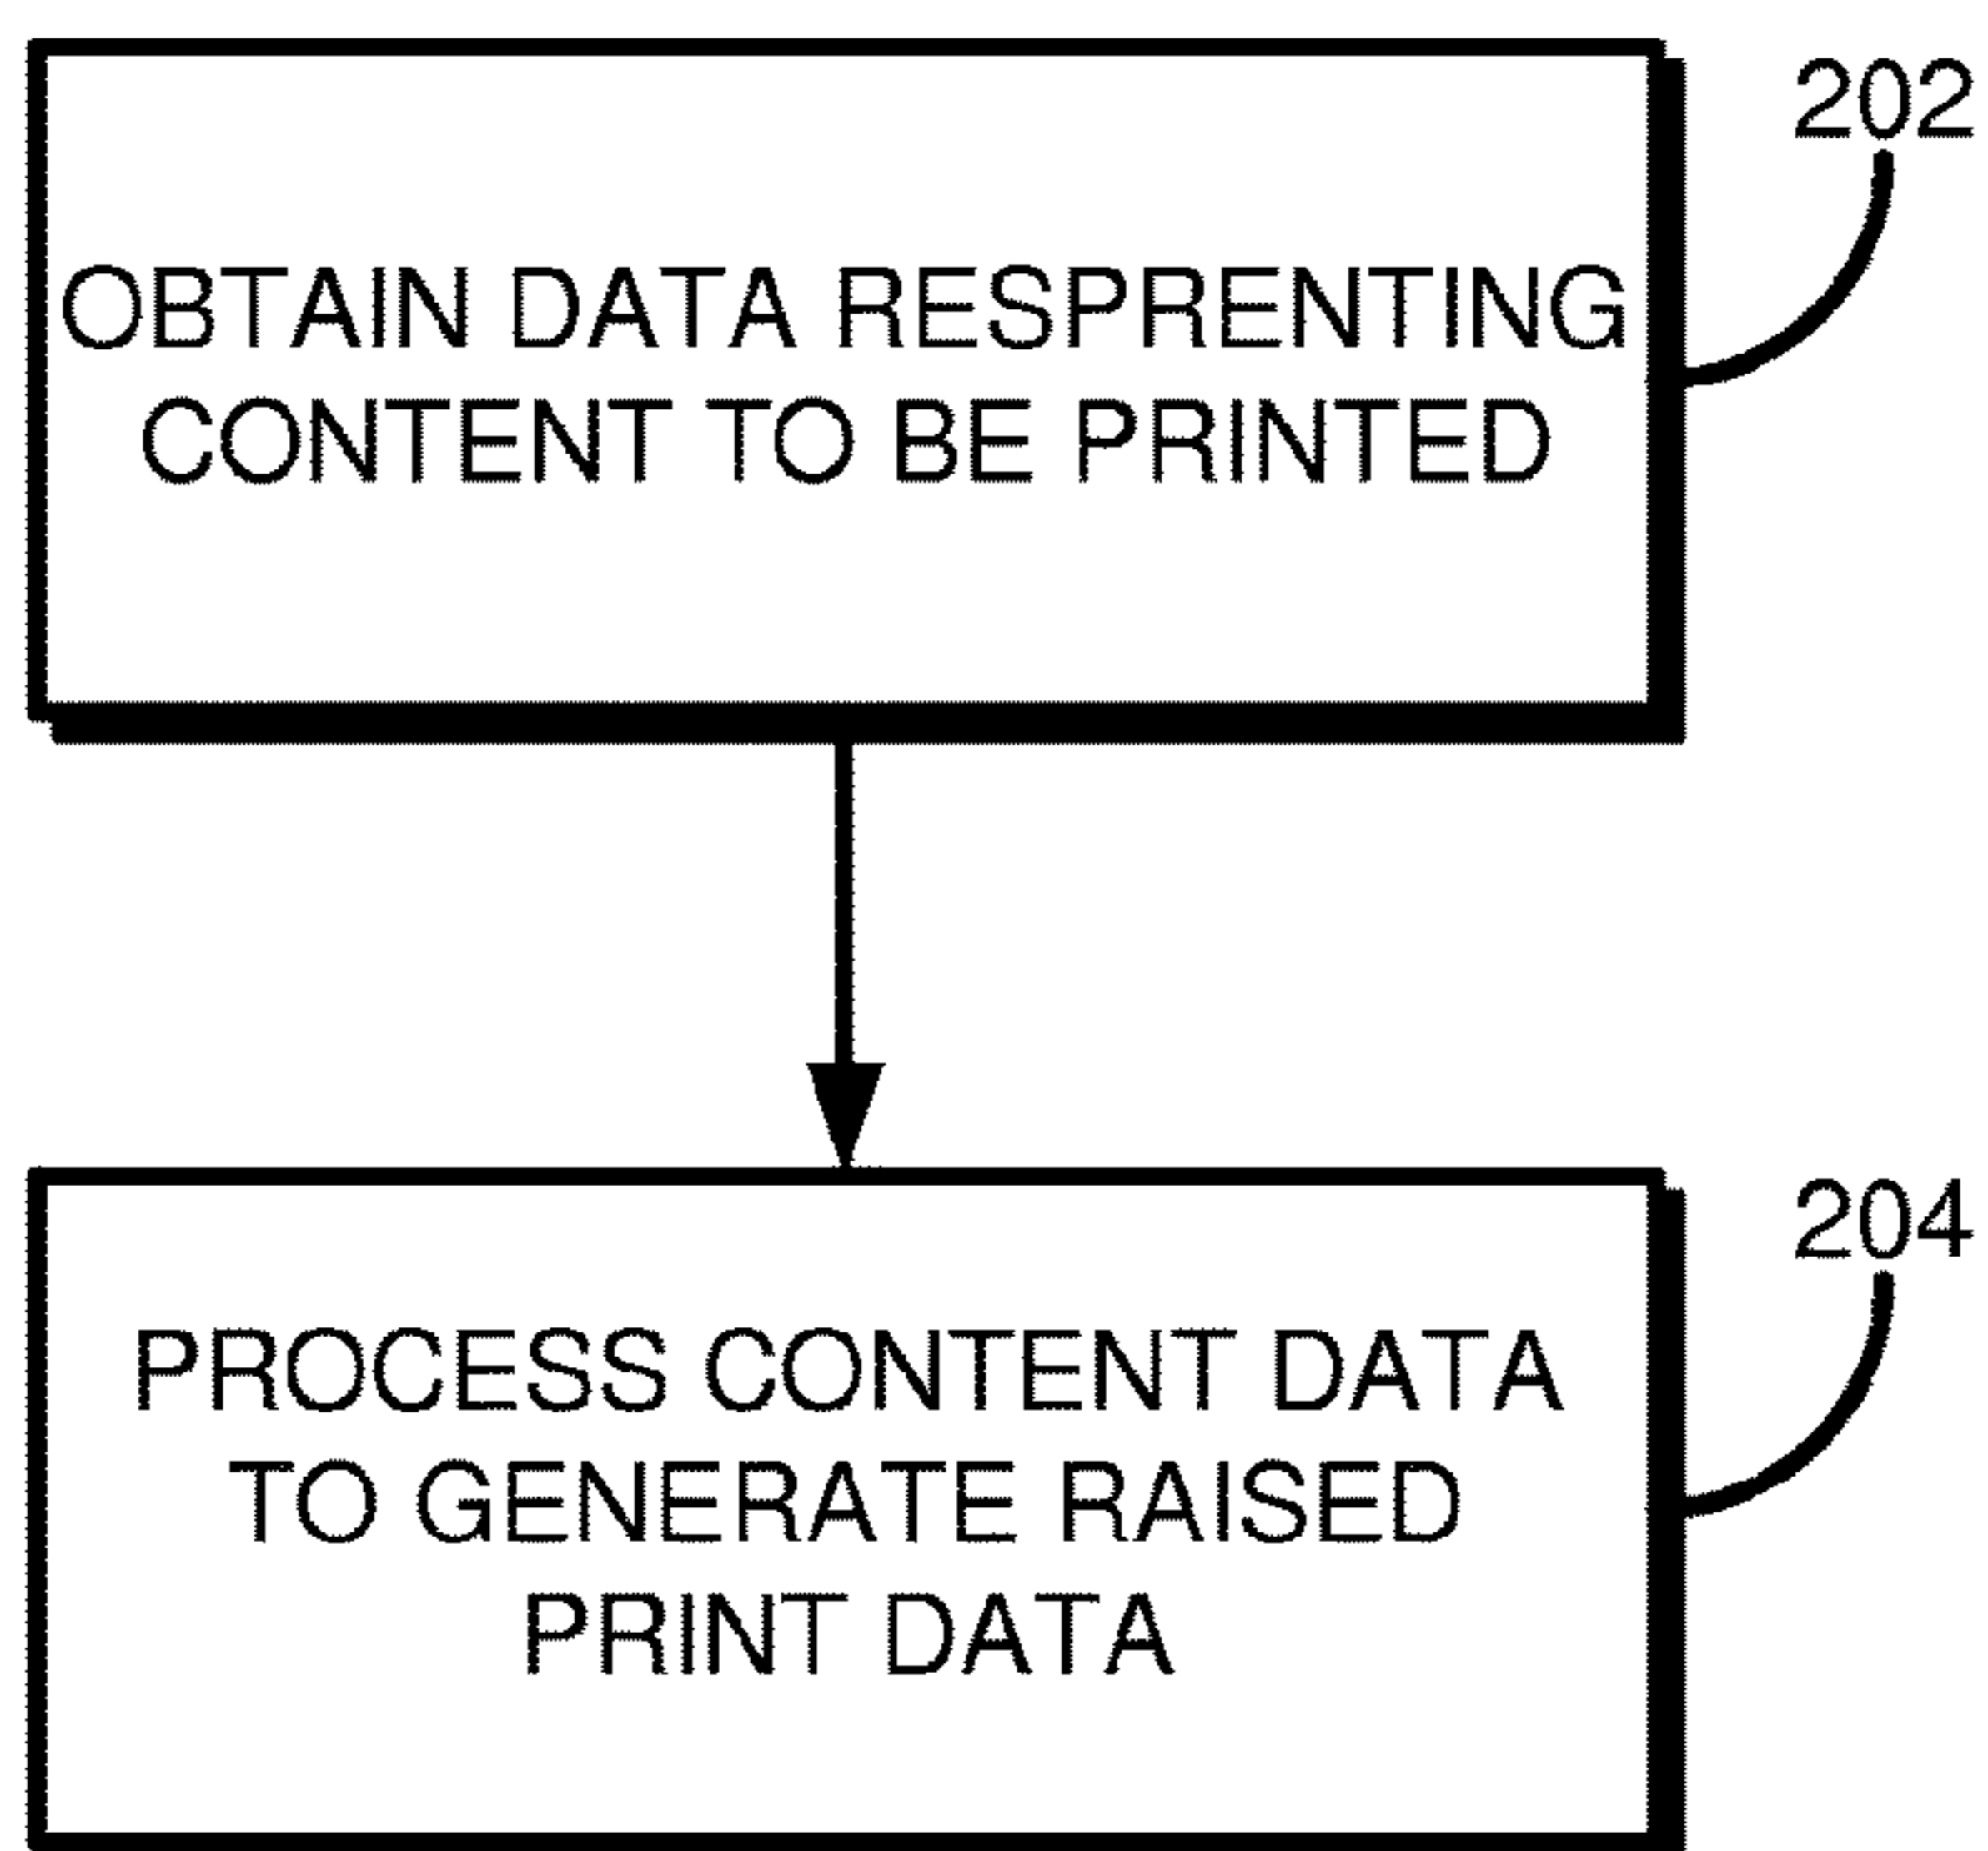 202
OBTAIN DATA RESPRENTING
CONTENT TO BE PRINTED
204
PROCESS CONTENT DATA
TO GENERATE RAISED
PRINT DATA